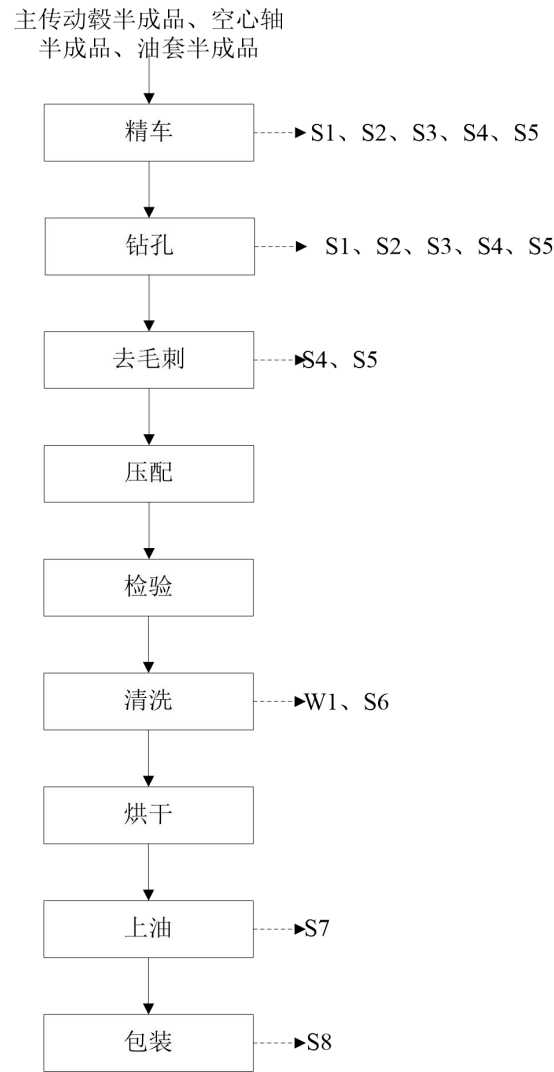 主传动毂半成品、空心轴
半成品、油套半成品
精车
S1、S2、S3、S4、S5
钻孔
S1、S2、S3、S4、S5
去毛刺
S4、S5
压配
检验
清洗
W1、S6
烘干
上油
S7
包装
S8